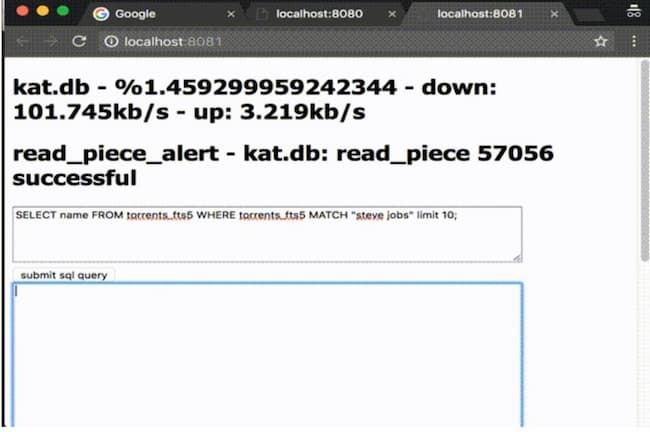 Google
localhost:8080
localhost:8081
localhost:8081
kat.db - %1.459299959242344 - down:
101.745kb/s - up: 3.219kb/s
read_piece_alert - kat.db: read_piece 57056
successful
SELECT name FROM torrents_fts5 WHERE torrents_fts5 MATCH "steve jobs" limit 10;
submit sql query